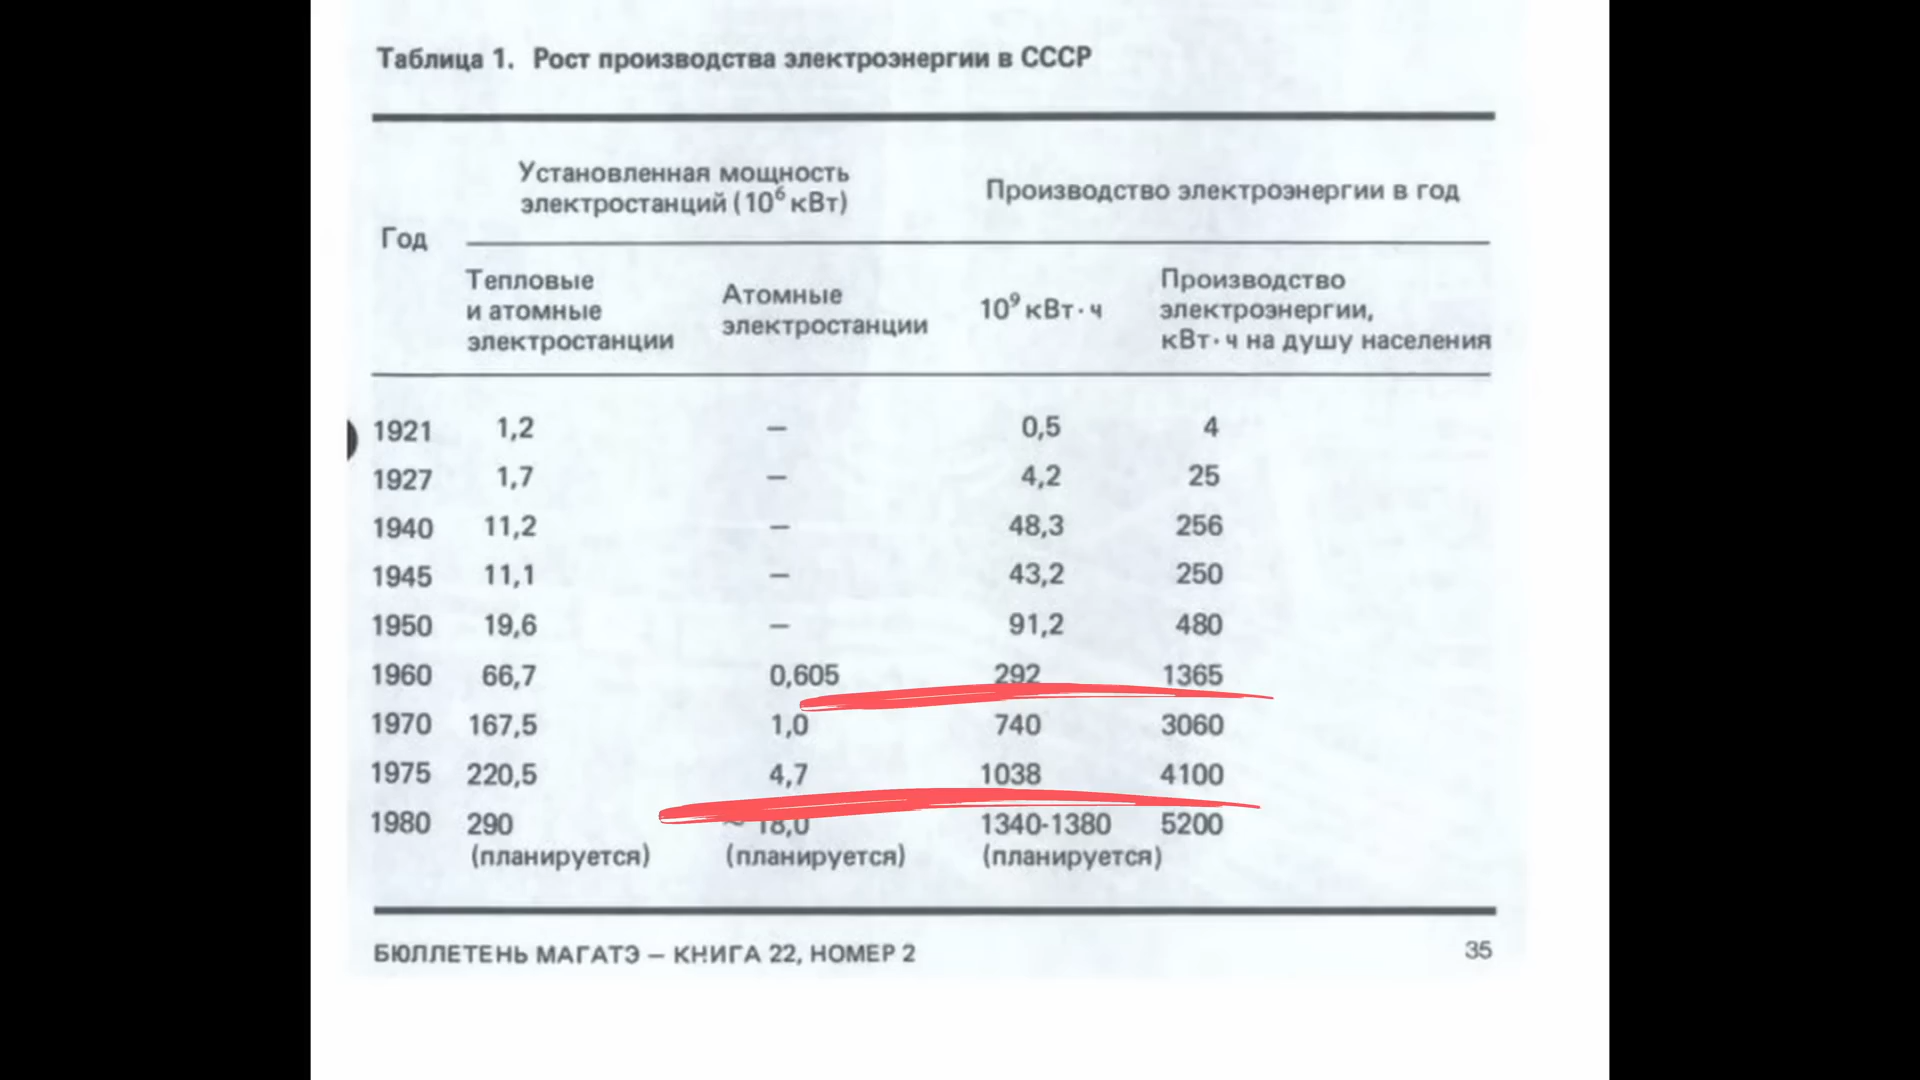 Таблица 1. Рост производства электроэнергии в СССР
Установленная мощность
электростанций (10⁶ кВт)
Производство электроэнергии в год
Год
Тепловые
и атомные
электростанции
Атомные
электростанции
10⁹ кВт·ч
Производство
электроэнергии,
кВт·ч на душу населения
1921 1,2 – 0,5 4
1927 1,7 – 4,2 25
1940 11,2 – 48,3 256
1945 11,1 – 43,2 250
1950 19,6 – 91,2 480
1960 66,7 0,605 292 1365
1970 167,5 1,0 740 3060
1975 220,5 4,7 1038 4100
1980 290 ~ 18,0 1340-1380 5200
(планируется) (планируется) (планируется)
БЮЛЛЕТЕНЬ МАГАТЭ – КНИГА 22, НОМЕР 2 35